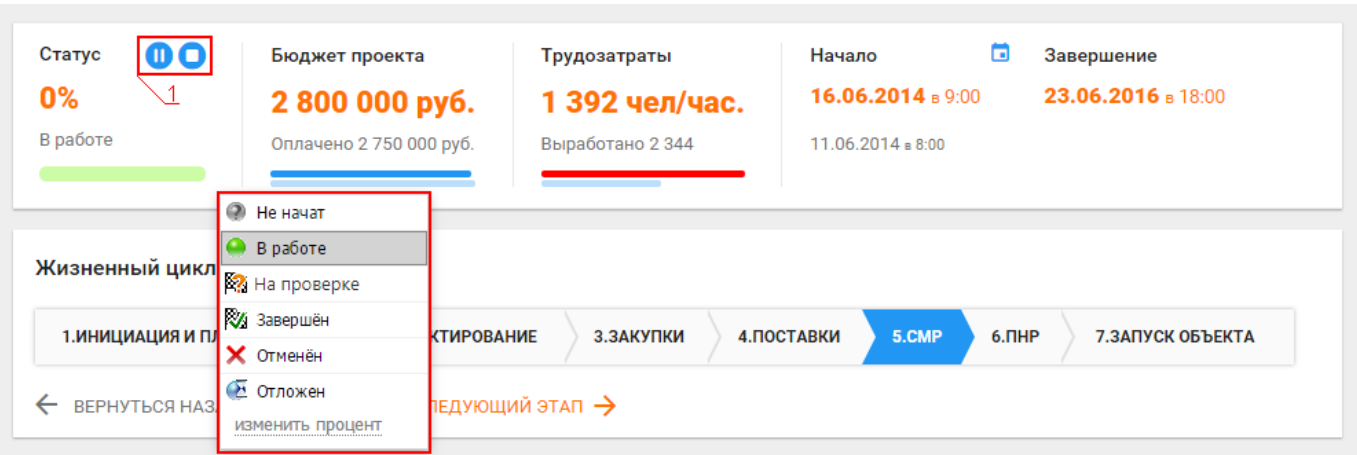 Статус
1
0%
В работе
Бюджет проекта
2 800 000 руб.
Оплачено 2 750 000 руб.
Трудозатраты
1 392 чел/час.
Выработано 2 344
Начало
16.06.2014 в 9:00
11.06.2014 в 8:00
Завершение
23.06.2016 в 18:00
Не начат
В работе
На проверке
Завершён
Отменён
Отложен
изменить процент
Жизненный цикл
1.ИНИЦИАЦИЯ И ПЛ
КТИРОВАНИЕ
3.ЗАКУПКИ
4.ПОСТАВКИ
5.СМР
6.ПНР
7.ЗАПУСК ОБЪЕКТА
ВЕРНУТЬСЯ НАЗА
ЛЕДУЮЩИЙ ЭТАП